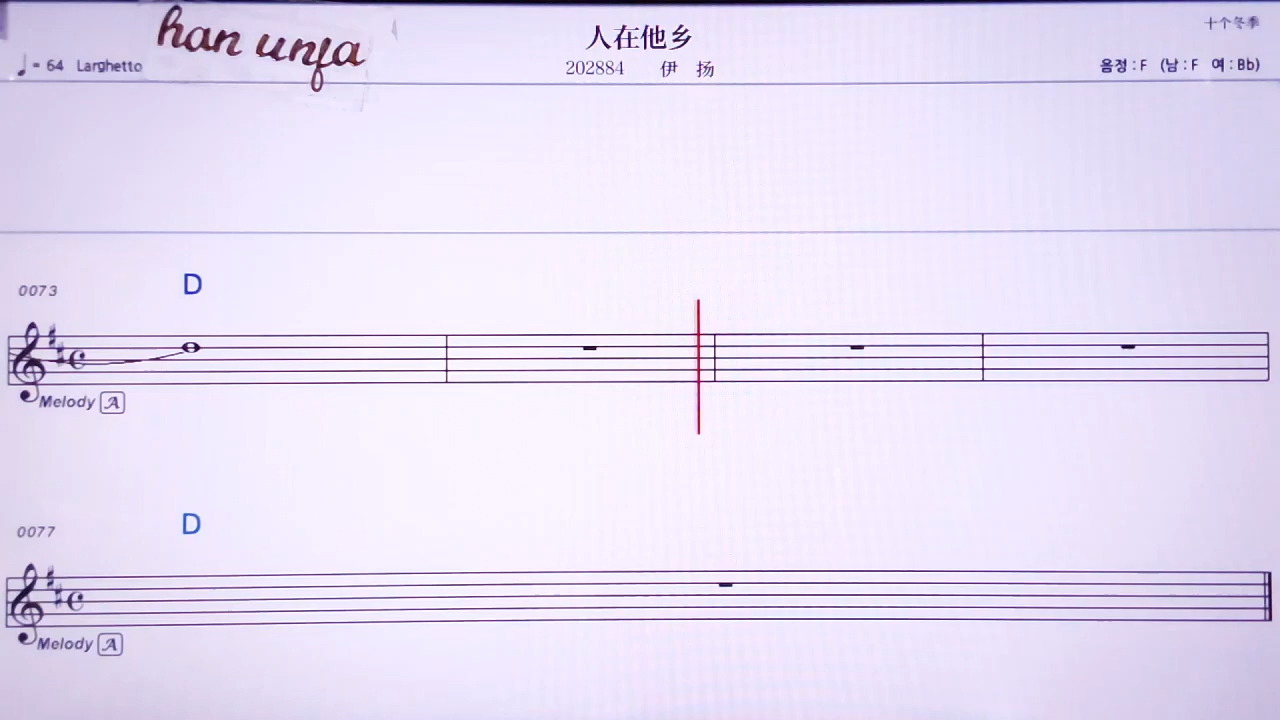 han unfa
人在他乡
十个冬季
♩= 64 Larghetto
202884 伊 扬
음정 : F (남 : F 여 : Bb)
0073 D
Melody A
0077 D
Melody A